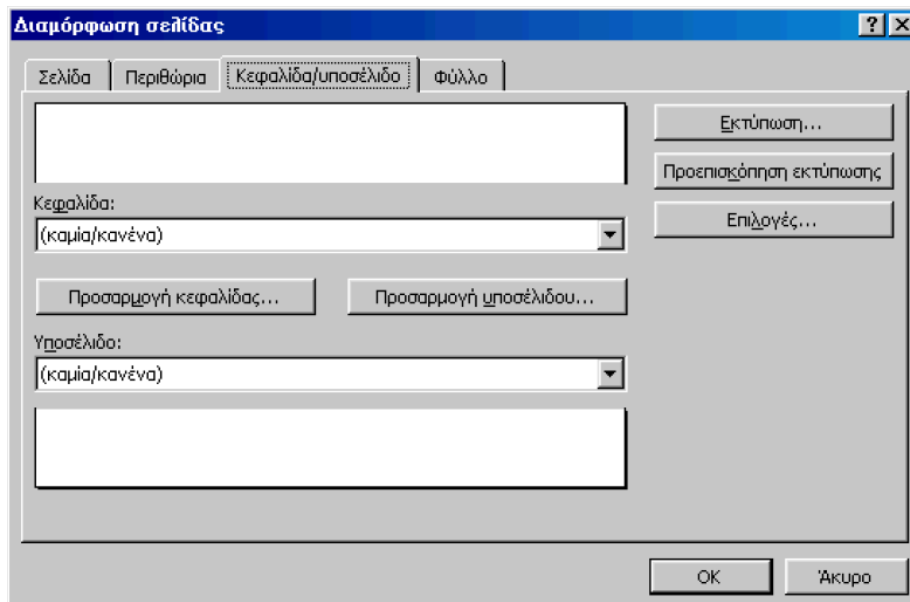 Διαμόρφωση σελίδας
Σελίδα Περιθώρια Κεφαλίδα/υποσέλιδο Φύλλο
Εκτύπωση...
Προεπισκόπηση εκτύπωσης
Επιλογές...
Κεφαλίδα:
(καμία/κανένα)
Προσαρμογή κεφαλίδας... Προσαρμογή υποσέλιδου...
Υποσέλιδο:
(καμία/κανένα)
OK Άκυρο